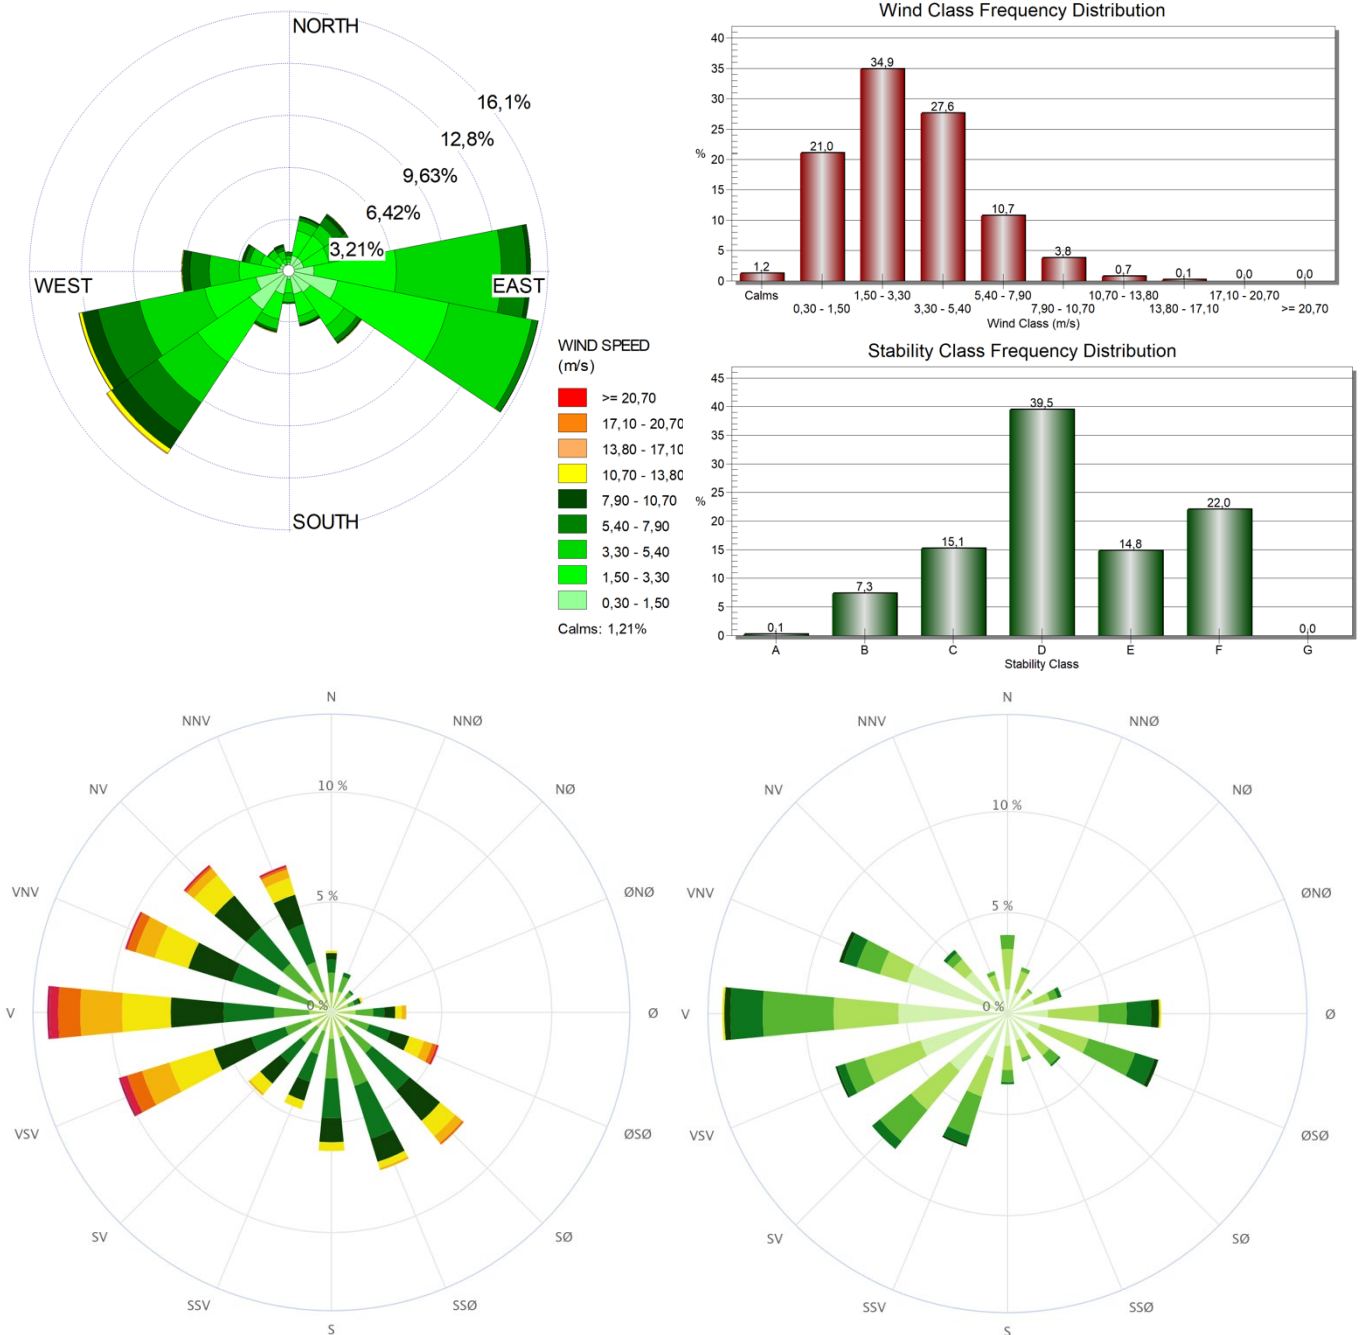 NORTH
16,1%
12,8%
9,63%
6,42%
3,21%
WEST
EAST
SOUTH
WIND SPEED
(m/s)
>= 20,70
17,10 - 20,70
13,80 - 17,10
10,70 - 13,80
7,90 - 10,70
5,40 - 7,90
3,30 - 5,40
1,50 - 3,30
0,30 - 1,50
Calms: 1,21%
Wind Class Frequency Distribution
40
35
30
25
20
15
10
5
0
%
1,2
21,0
34,9
27,6
10,7
3,8
0,7
0,1
0,0
0,0
Calms
0,30 - 1,50
1,50 - 3,30
3,30 - 5,40
5,40 - 7,90
7,90 - 10,70
10,70 - 13,80
13,80 - 17,10
17,10 - 20,70
>= 20,70
Wind Class (m/s)
Stability Class Frequency Distribution
45
40
35
30
25
20
15
10
5
0
%
0,1
7,3
15,1
39,5
14,8
22,0
0,0
A
B
C
D
E
F
G
Stability Class
N
NNØ
NØ
ØNØ
Ø
ØSØ
SØ
SSØ
S
SSV
SV
VSV
V
VNV
NV
NNV
10 %
5 %
0 %
N
NNØ
NØ
ØNØ
Ø
ØSØ
SØ
SSØ
S
SSV
SV
VSV
V
VNV
NV
NNV
10 %
5 %
0 %